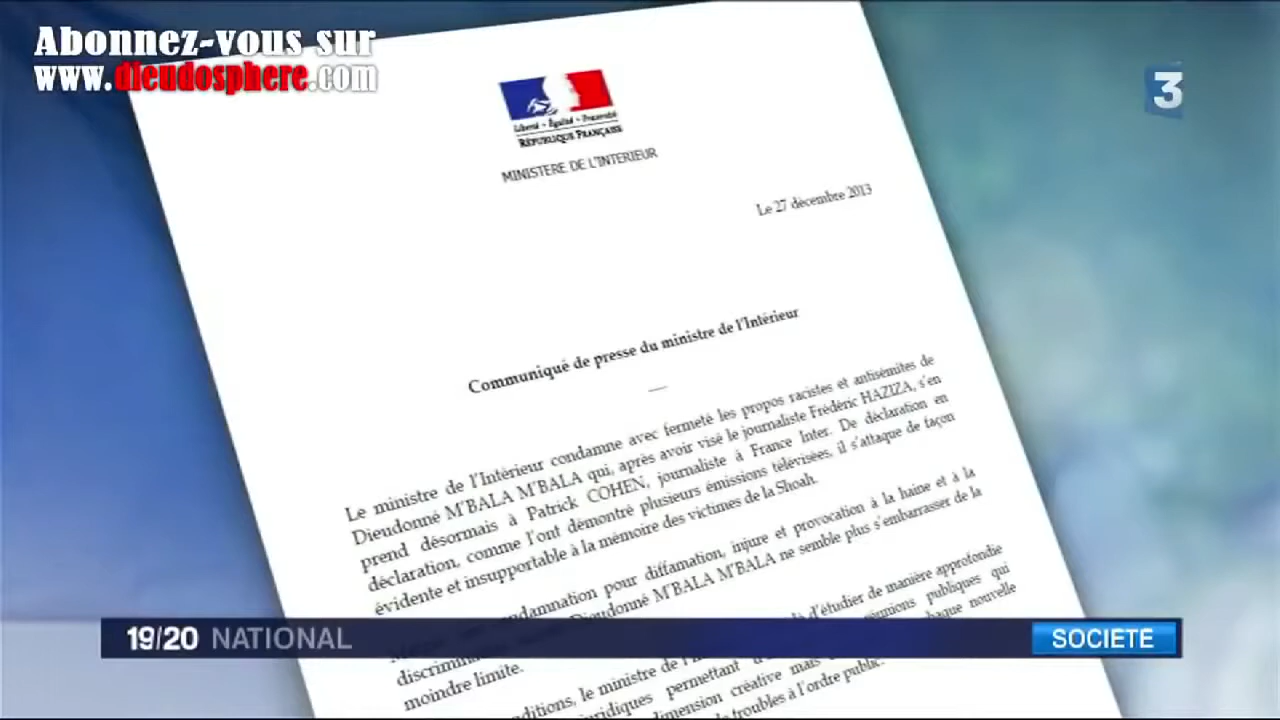 Abonnez-vous sur
www.dieudosphere.com
3
Liberté • Égalité • Fraternité
RÉPUBLIQUE FRANÇAISE
MINISTERE DE L'INTERIEUR
Le 27 décembre 2013
Communiqué de presse du ministre de l'Intérieur
Le ministre de l'Intérieur condamne avec fermeté les propos racistes et antisémites de
Dieudonné M'BALA M'BALA qui, après avoir visé le journaliste Frédéric HAZIZA, s'en
prend désormais à Patrick COHEN, journaliste à France Inter. De déclaration en
déclaration, comme l'ont démontré plusieurs émissions télévisées, il s'attaque de façon
évidente et insupportable à la mémoire des victimes de la Shoah.
pour diffamation, injure et provocation à la haine et à la
Dieudonné M'BALA M'BALA ne semble plus s'embarrasser de la
moindre limite.
d'étudier de manière approfondie
réunions publiques qui
nouvelle
le ministre de
permettant
dimension créative mais
troubles à l'ordre public.
19/20 NATIONAL
SOCIETE